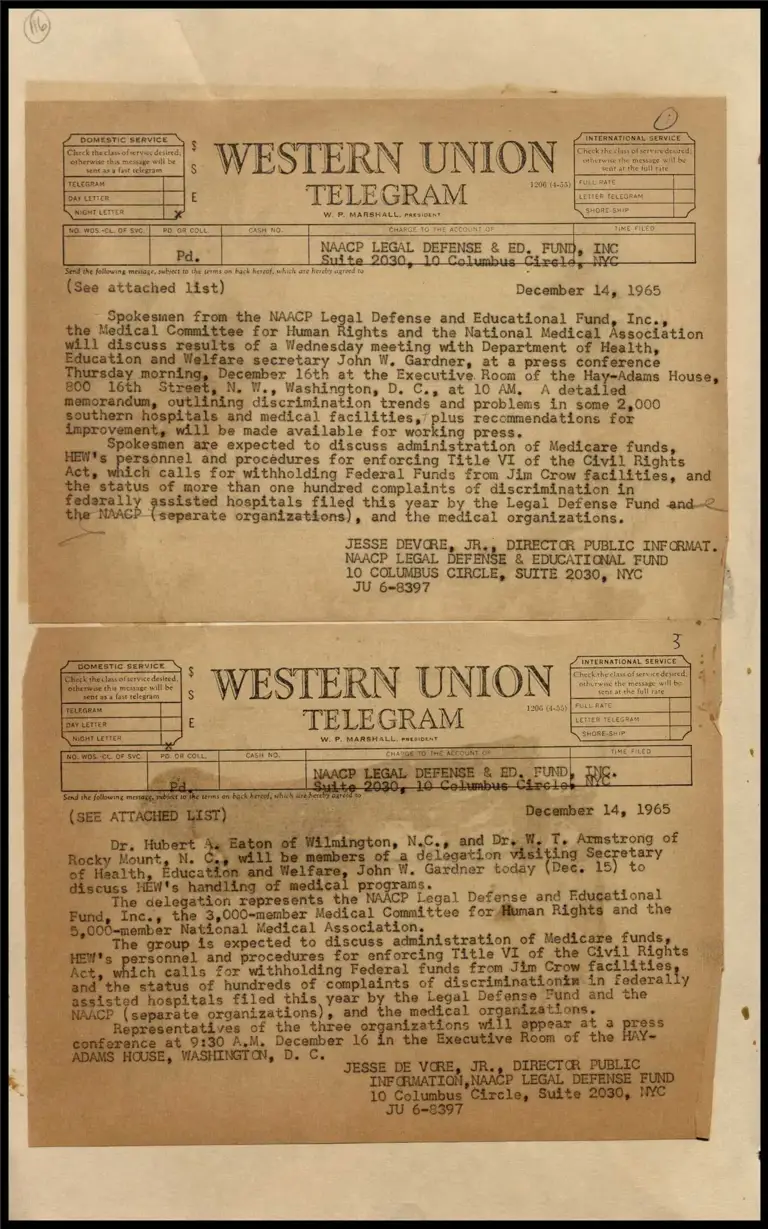 116
1
DOMESTIC SERVICE
Check the class of service desired,
otherwise this message will be
sent as a fast telegram
TELEGRAM
DAY LETTER
NIGHT LETTER X
$
S
E
WESTERN UNION
TELEGRAM
W. P. MARSHALL, PRESIDENT
1206 (4-55)
INTERNATIONAL SERVICE
Check the class of service desired,
otherwise the message will be
sent at the full rate
FULL RATE
LETTER TELEGRAM
SHORE-SHIP
NO. WDS.-CL. OF SVC. PD. OR COLL. CASH NO. CHARGE TO THE ACCOUNT OF TIME FILED
Pd. NAACP LEGAL DEFENSE & ED. FUND, INC
Suite 2030, 10 Columbus Circle, NYC
Send the following message, subject to the terms on back hereof, which are hereby agreed to
(See attached list) December 14, 1965
Spokesmen from the NAACP Legal Defense and Educational Fund, Inc.,
the Medical Committee for Human Rights and the National Medical Association
will discuss results of a Wednesday meeting with Department of Health,
Education and Welfare secretary John W. Gardner, at a press conference
Thursday morning, December 16th at the Executive Room of the Hay-Adams House,
800 16th Street, N. W., Washington, D. C., at 10 AM. A detailed
memorandum, outlining discrimination trends and problems in some 2,000
southern hospitals and medical facilities, plus recommendations for
improvement, will be made available for working press.
Spokesmen are expected to discuss administration of Medicare funds,
HEW's personnel and procedures for enforcing Title VI of the Civil Rights
Act, which calls for withholding Federal Funds from Jim Crow facilities, and
the status of more than one hundred complaints of discrimination in
federally assisted hospitals filed this year by the Legal Defense Fund and
the NAACP (separate organizations), and the medical organizations.
JESSE DEVORE, JR., DIRECTOR PUBLIC INFORMAT.
NAACP LEGAL DEFENSE & EDUCATIONAL FUND
10 COLUMBUS CIRCLE, SUITE 2030, NYC
JU 6-8397
3
DOMESTIC SERVICE
Check the class of service desired,
otherwise this message will be
sent as a fast telegram
TELEGRAM
DAY LETTER
NIGHT LETTER X
$
S
E
WESTERN UNION
TELEGRAM
W. P. MARSHALL, PRESIDENT
1206 (4-55)
INTERNATIONAL SERVICE
Check the class of service desired,
otherwise the message will be
sent at the full rate
FULL RATE
LETTER TELEGRAM
SHORE-SHIP
NO. WDS.-CL. OF SVC. PD. OR COLL. CASH NO. CHARGE TO THE ACCOUNT OF TIME FILED
Pd. NAACP LEGAL DEFENSE & ED. FUND, INC.
Suite 2030, 10 Columbus Circle, NYC
Send the following message, subject to the terms on back hereof, which are hereby agreed to
(SEE ATTACHED LIST) December 14, 1965
Dr. Hubert A. Eaton of Wilmington, N.C., and Dr. W. T. Armstrong of
Rocky Mount, N. C., will be members of a delegation visiting Secretary
of Health, Education and Welfare, John W. Gardner today (Dec. 15) to
discuss HEW's handling of medical programs.
The delegation represents the NAACP Legal Defense and Educational
Fund, Inc., the 3,000-member Medical Committee for Human Rights and the
5,000-member National Medical Association.
The group is expected to discuss administration of Medicare funds,
HEW's personnel and procedures for enforcing Title VI of the Civil Rights
Act, which calls for withholding Federal funds from Jim Crow facilities,
and the status of hundreds of complaints of discriminationin in federally
assisted hospitals filed this year by the Legal Defense Fund and the
NAACP (separate organizations), and the medical organizations.
Representatives of the three organizations will appear at a press
conference at 9:30 A.M. December 16 in the Executive Room of the HAY-
ADAMS HOUSE, WASHINGTON, D. C.
JESSE DE VORE, JR., DIRECTOR PUBLIC
INFORMATION,NAACP LEGAL DEFENSE FUND
10 Columbus Circle, Suite 2030, NYC
JU 6-8397